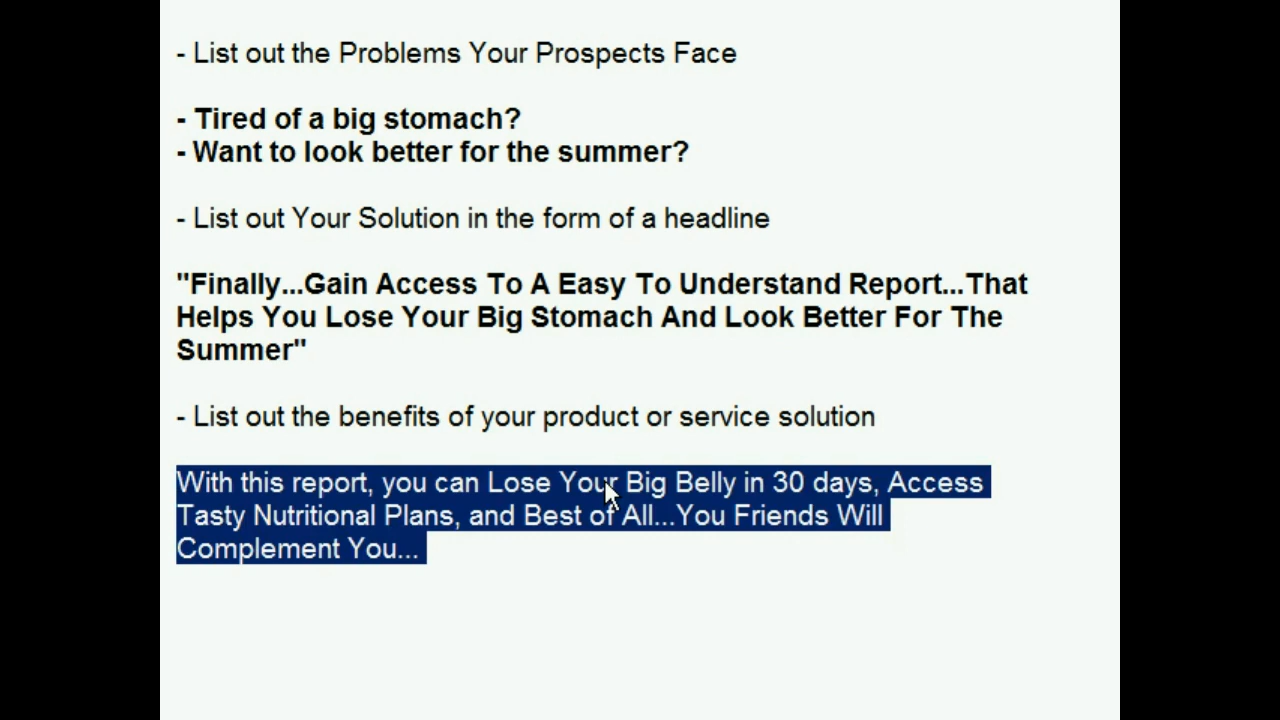 - List out the Problems Your Prospects Face
- Tired of a big stomach?
- Want to look better for the summer?
- List out Your Solution in the form of a headline
"Finally...Gain Access To A Easy To Understand Report...That
Helps You Lose Your Big Stomach And Look Better For The
Summer"
- List out the benefits of your product or service solution
With this report, you can Lose Your Big Belly in 30 days, Access
Tasty Nutritional Plans, and Best of All...You Friends Will
Complement You...